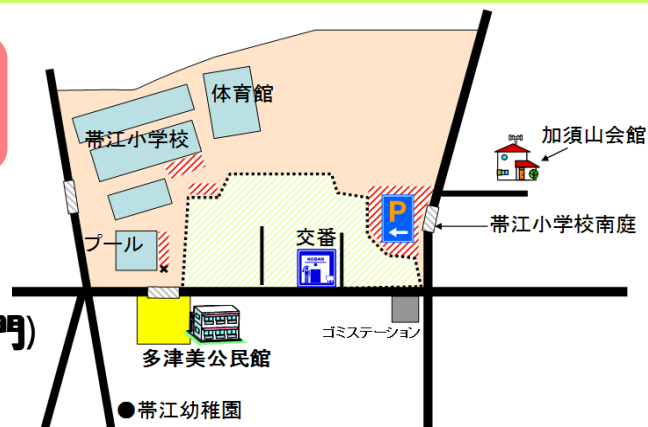 体育館
帯江小学校
加須山会館
P
帯江小学校南庭
プール
交番
KOBAN
門)
ゴミステーション
多津美公民館
●帯江幼稚園